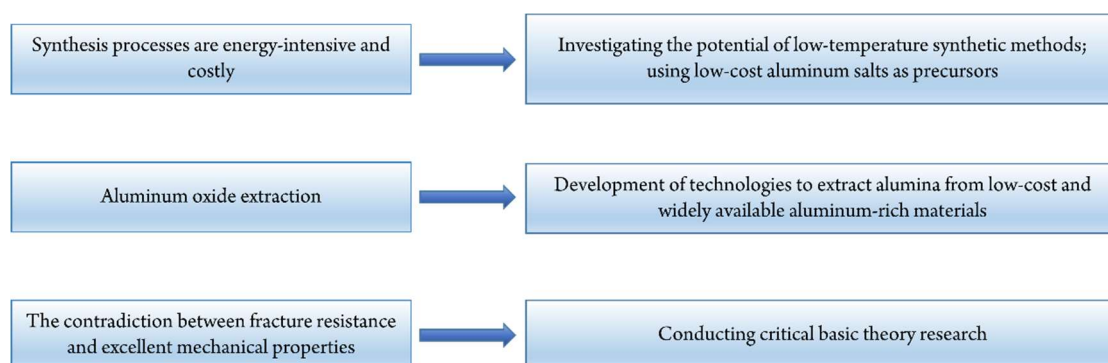 Synthesis processes are energy-intensive and
costly
Investigating the potential of low-temperature synthetic methods;
using low-cost aluminum salts as precursors
Aluminum oxide extraction
Development of technologies to extract alumina from low-cost and
widely available aluminum-rich materials
The contradiction between fracture resistance
and excellent mechanical properties
Conducting critical basic theory research